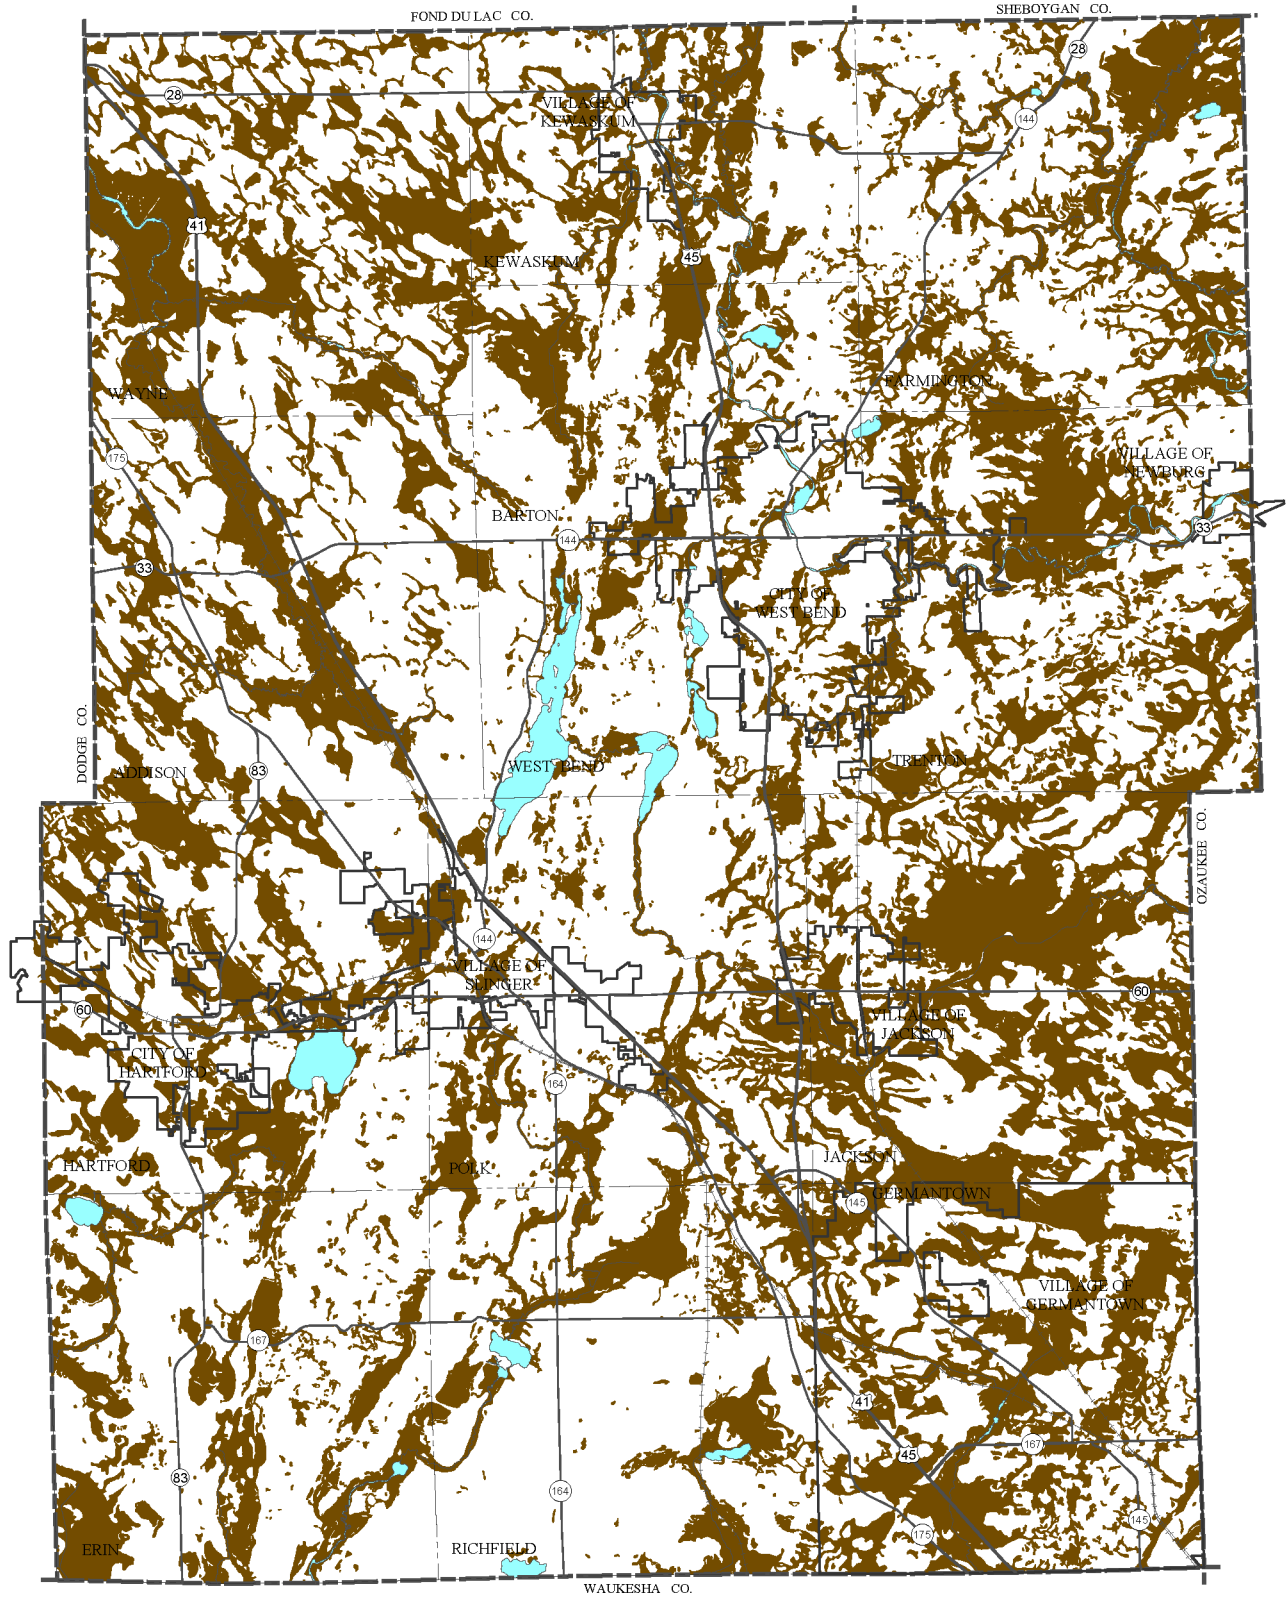 FOND DU LAC CO.
SHEBOYGAN CO.
28
28
VILLAGE OF
KEWASKUM
144
41
45
KEWASKUM
WAYNE
FARMINGTON
175
VILLAGE OF
NEWBURG
BARTON
144
33
33
CITY OF
WEST BEND
DODGE CO.
ADDISON
83
WEST BEND
TRENTON
OZAUKEE CO.
144
VILLAGE OF
SLINGER
60
60
VILLAGE OF
JACKSON
CITY OF
HARTFORD
164
HARTFORD
POLK
JACKSON
GERMANTOWN
145
VILLAGE OF
GERMANTOWN
167
41
45
167
83
164
145
175
ERIN
RICHFIELD
WAUKESHA CO.